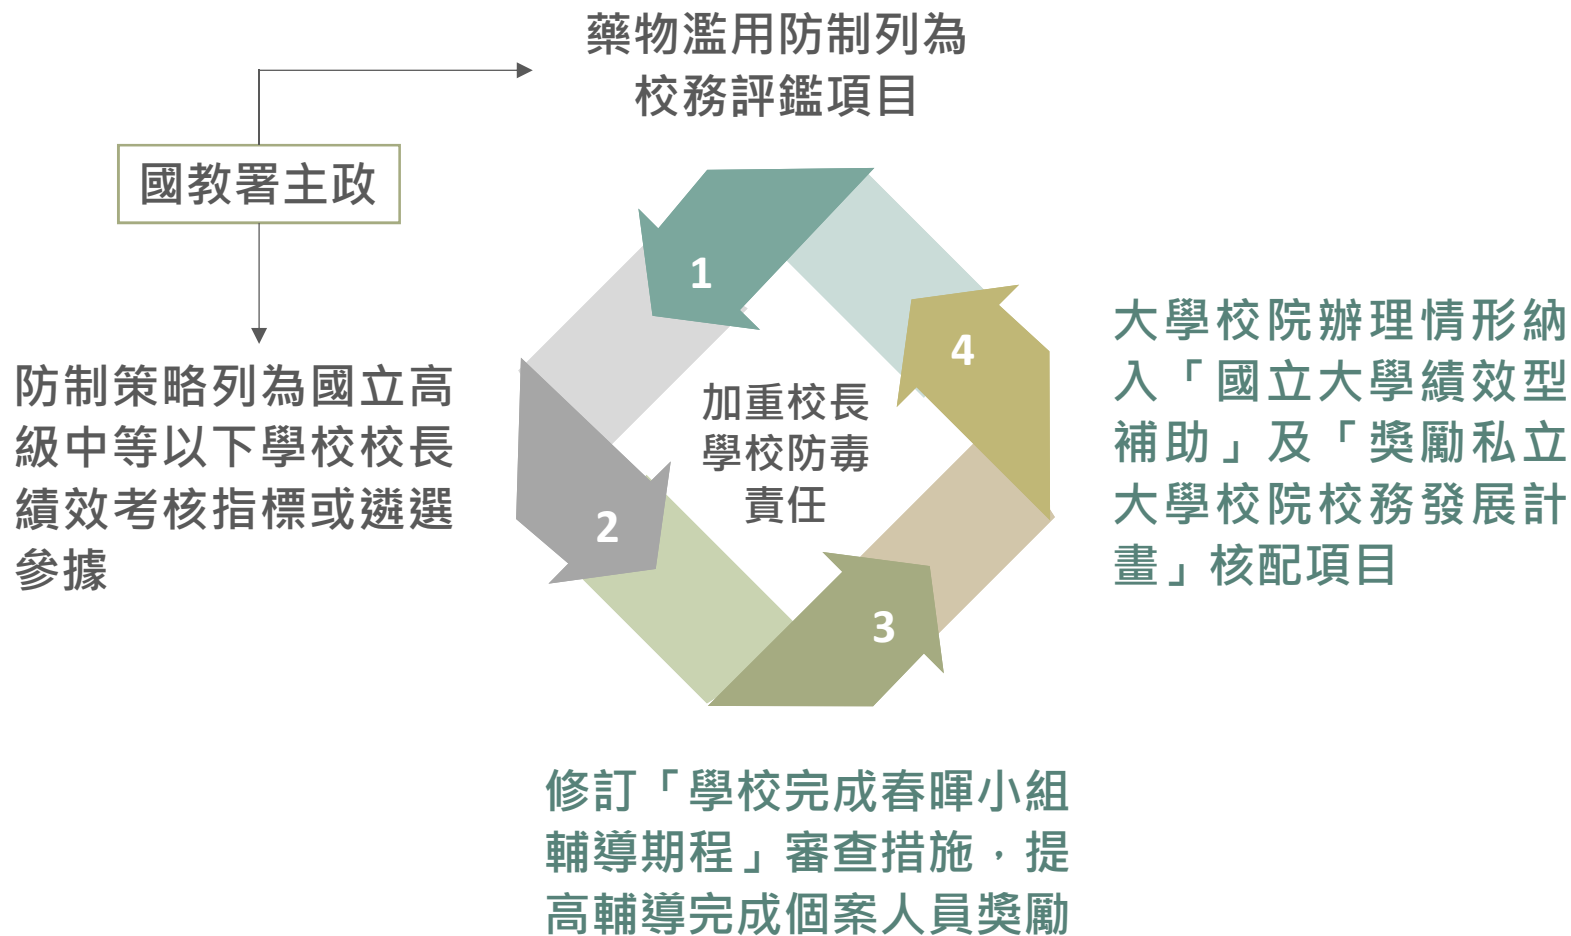 藥物濫用防制列為
校務評鑑項目
國教署主政
1
4
大學校院辦理情形納
入「國立大學績效型
補助」及「獎勵私立
大學校院校務發展計
畫」核配項目
防制策略列為國立高
級中等以下學校校長
績效考核指標或遴選
參據
加重校長
學校防毒
責任
2
3
修訂「學校完成春暉小組
輔導期程」審查措施，提
高輔導完成個案人員獎勵